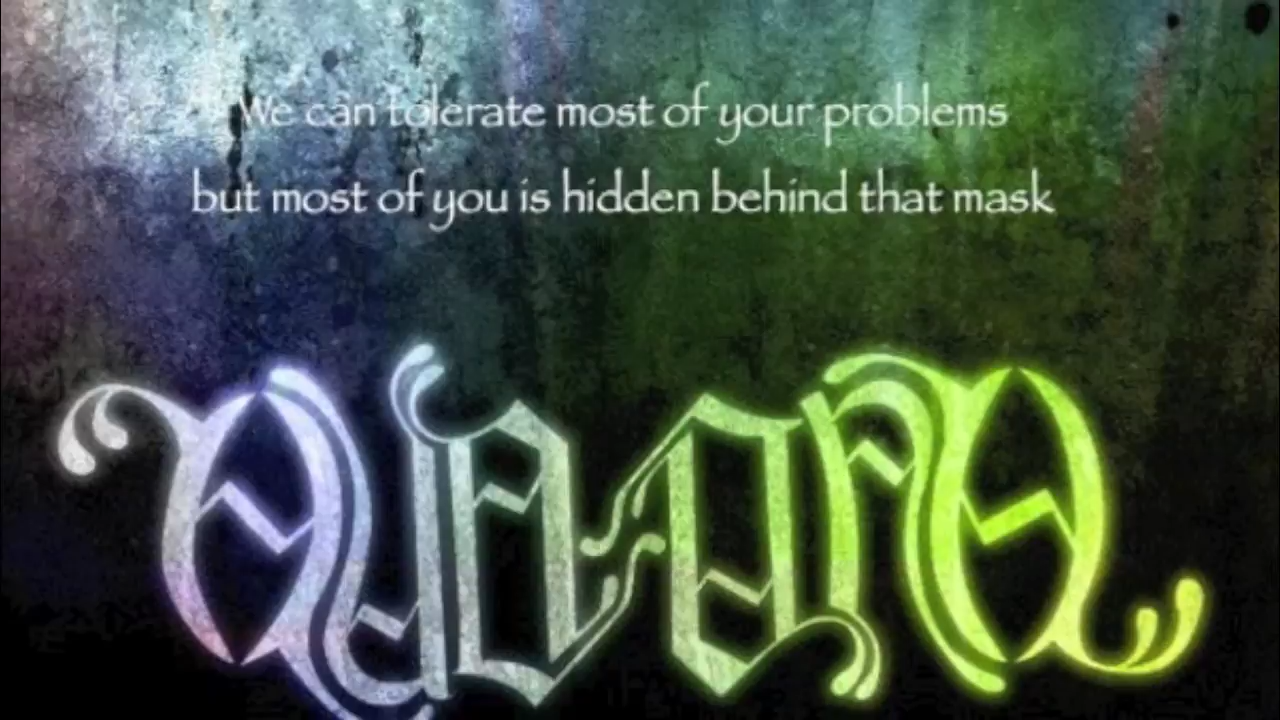 We can tolerate most of your problems
but most of you is hidden behind that mask